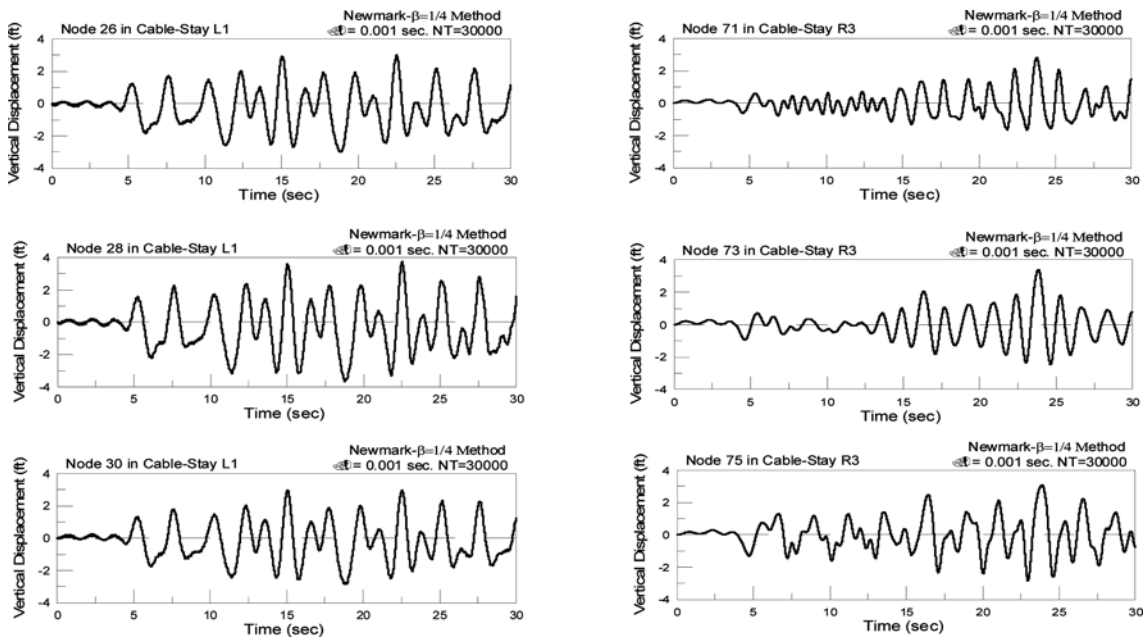 Newmark-β=1/4 Method
Node 26 in Cable-Stay L1
= 0.001 sec. NT=30000
Vertical Displacement (ft)
4
2
0
-2
-4
0 5 10 15 20 25 30
Time (sec)
Newmark-β=1/4 Method
Node 71 in Cable-Stay R3
= 0.001 sec. NT=30000
Vertical Displacement (ft)
4
2
0
-2
-4
0 5 10 15 20 25 30
Time (sec)
Newmark-β=1/4 Method
Node 28 in Cable-Stay L1
= 0.001 sec. NT=30000
Vertical Displacement (ft)
4
2
0
-2
-4
0 5 10 15 20 25 30
Time (sec)
Newmark-β=1/4 Method
Node 73 in Cable-Stay R3
= 0.001 sec. NT=30000
Vertical Displacement (ft)
4
2
0
-2
-4
0 5 10 15 20 25 30
Time (sec)
Newmark-β=1/4 Method
Node 30 in Cable-Stay L1
= 0.001 sec. NT=30000
Vertical Displacement (ft)
4
2
0
-2
-4
0 5 10 15 20 25 30
Time (sec)
Newmark-β=1/4 Method
Node 75 in Cable-Stay R3
= 0.001 sec. NT=30000
Vertical Displacement (ft)
4
2
0
-2
-4
0 5 10 15 20 25 30
Time (sec)